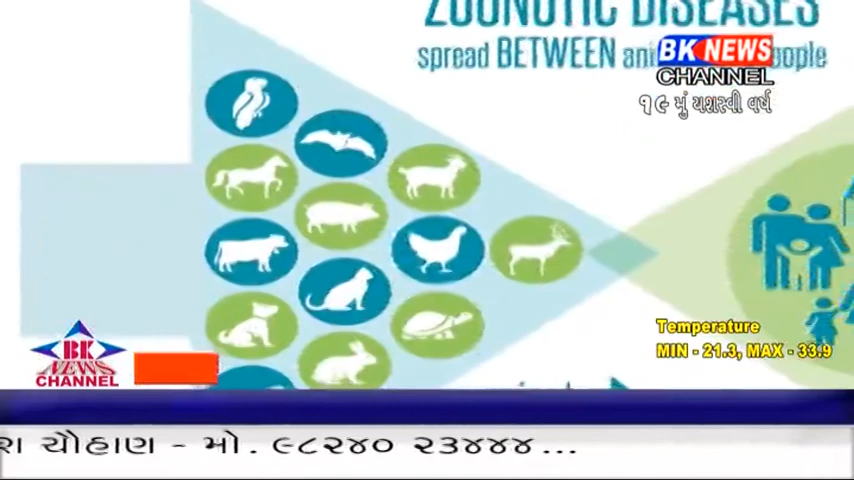 ZOONOTIC DISEASES
spread BETWEEN people
BK NEWS
CHANNEL
૧૯ મું યશસ્વી વર્ષ
Temperature
MIN - 21.3, MAX - 33.9
BK
NEWS
CHANNEL
ચૌહાણ - મો. ૯૮૨૪૦ ૨૩૪૪૪...